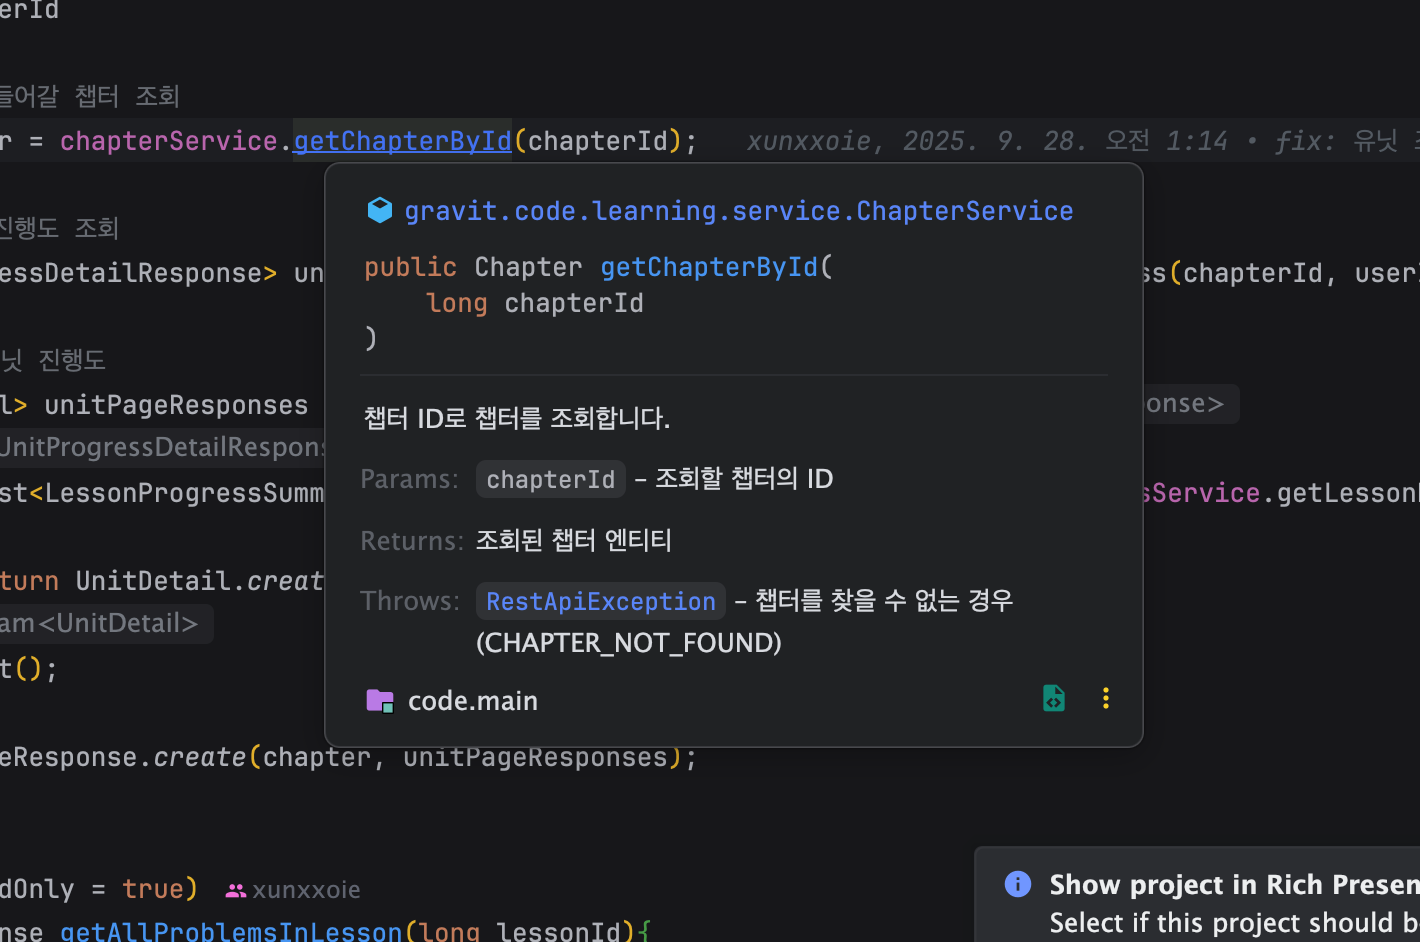 erId
들어갈 챕터 조회
r = chapterService.getChapterById(chapterId); xunxxoie, 2025. 9. 28. 오전 1:14 • fix: 유닛
gravit.code.learning.service.ChapterService
public Chapter getChapterById(
long chapterId
)
챕터 ID로 챕터를 조회합니다.
Params: chapterId – 조회할 챕터의 ID
Returns: 조회된 챕터 엔티티
Throws: RestApiException – 챕터를 찾을 수 없는 경우
(CHAPTER_NOT_FOUND)
code.main
진행도 조회
essDetailResponse> un ss(chapterId, user
닛 진행도
l> unitPageResponses onse>
UnitProgressDetailRespons
st<LessonProgressSumm sService.getLesson
turn UnitDetail.creat
am<UnitDetail>
t();
eResponse.create(chapter, unitPageResponses);
dOnly = true) xunxxoie
nse getAllProblemsInLesson(long lessonId){
Show project in Rich Presen
Select if this project should b